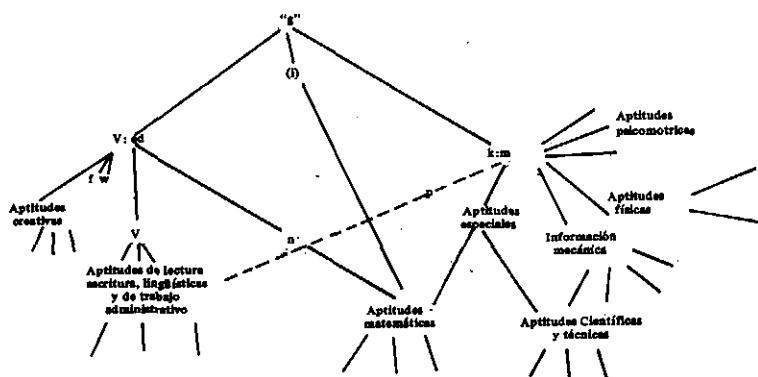 "g"
(i)
Aptitudes
psicomotrices
V: ed
k:m
f w
p
Aptitudes
creativas
Aptitudes
físicas
Aptitudes
especiales
V
n
Información
mecánica
Aptitudes de lectura
escritura, lingüísticas
y de trabajo
administrativo
Aptitudes
matemáticas
Aptitudes Científicas
y técnicas